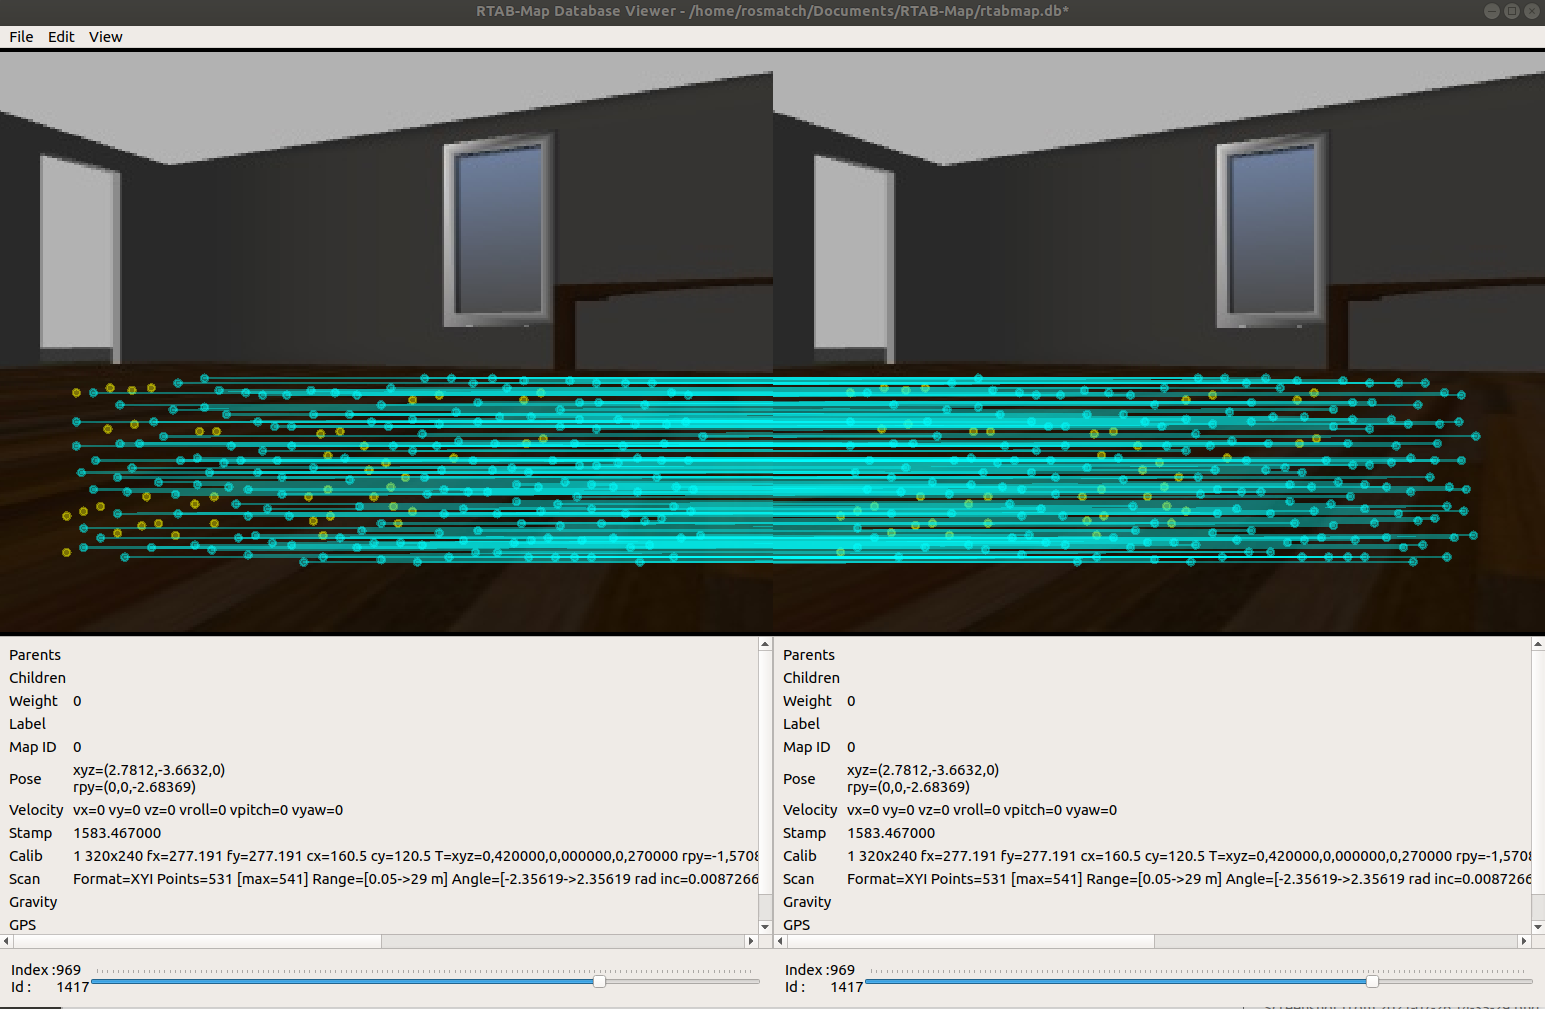 RTAB-Map Database Viewer - /home/rosmatch/Documents/RTAB-Map/rtabmap.db*
File Edit View
Parents
Children
Weight 0
Label
Map ID 0
Pose xyz=(2.7812,-3.6632,0)
rpy=(0,0,-2.68369)
Velocity vx=0 vy=0 vz=0 vroll=0 vpitch=0 vyaw=0
Stamp 1583.467000
Calib 1 320x240 fx=277.191 fy=277.191 cx=160.5 cy=120.5 T=xyz=0,420000,0,000000,0,270000 rpy=-1,5708
Scan Format=XYI Points=531 [max=541] Range=[0.05->29 m] Angle=[-2.35619->2.35619 rad inc=0.0087266
Gravity
GPS
Index :969
Id : 1417
Parents
Children
Weight 0
Label
Map ID 0
Pose xyz=(2.7812,-3.6632,0)
rpy=(0,0,-2.68369)
Velocity vx=0 vy=0 vz=0 vroll=0 vpitch=0 vyaw=0
Stamp 1583.467000
Calib 1 320x240 fx=277.191 fy=277.191 cx=160.5 cy=120.5 T=xyz=0,420000,0,000000,0,270000 rpy=-1,5708
Scan Format=XYI Points=531 [max=541] Range=[0.05->29 m] Angle=[-2.35619->2.35619 rad inc=0.0087266
Gravity
GPS
Index :969
Id : 1417